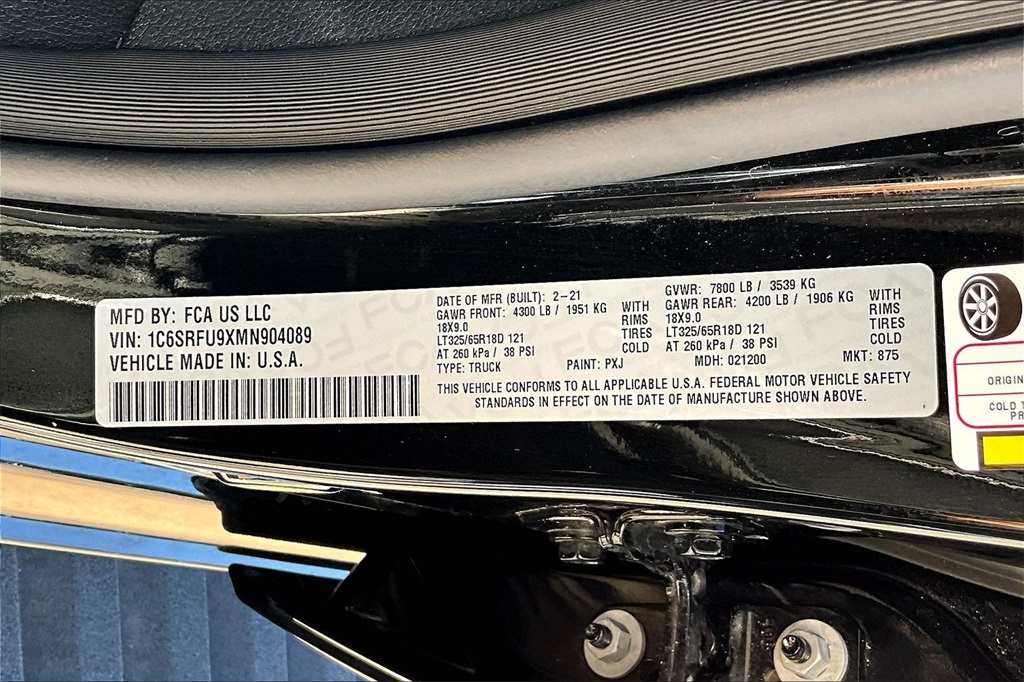 MFD BY: FCA US LLC
VIN: 1C6SRFU9XMN904089
VEHICLE MADE IN U.S.A.
DATE OF MFR (BUILT): 2-21
GAWR FRONT: 4300 LB / 1951 KG WITH
18X9.0 RIMS
LT325/65R18D 121 TIRES
AT 260 kPa / 38 PSI COLD
TYPE: TRUCK PAINT: PXJ
GVWR: 7800 LB / 3539 KG
GAWR REAR: 4200 LB / 1906 KG WITH
18X9.0 RIMS
LT325/65R18D 121 TIRES
AT 260 kPa / 38 PSI COLD
MDH: 021200 MKT: 875
THIS VEHICLE CONFORMS TO ALL APPLICABLE U.S.A. FEDERAL MOTOR VEHICLE SAFETY
STANDARDS IN EFFECT ON THE DATE OF MANUFACTURE SHOWN ABOVE.
ORIGIN
COLD T
PR